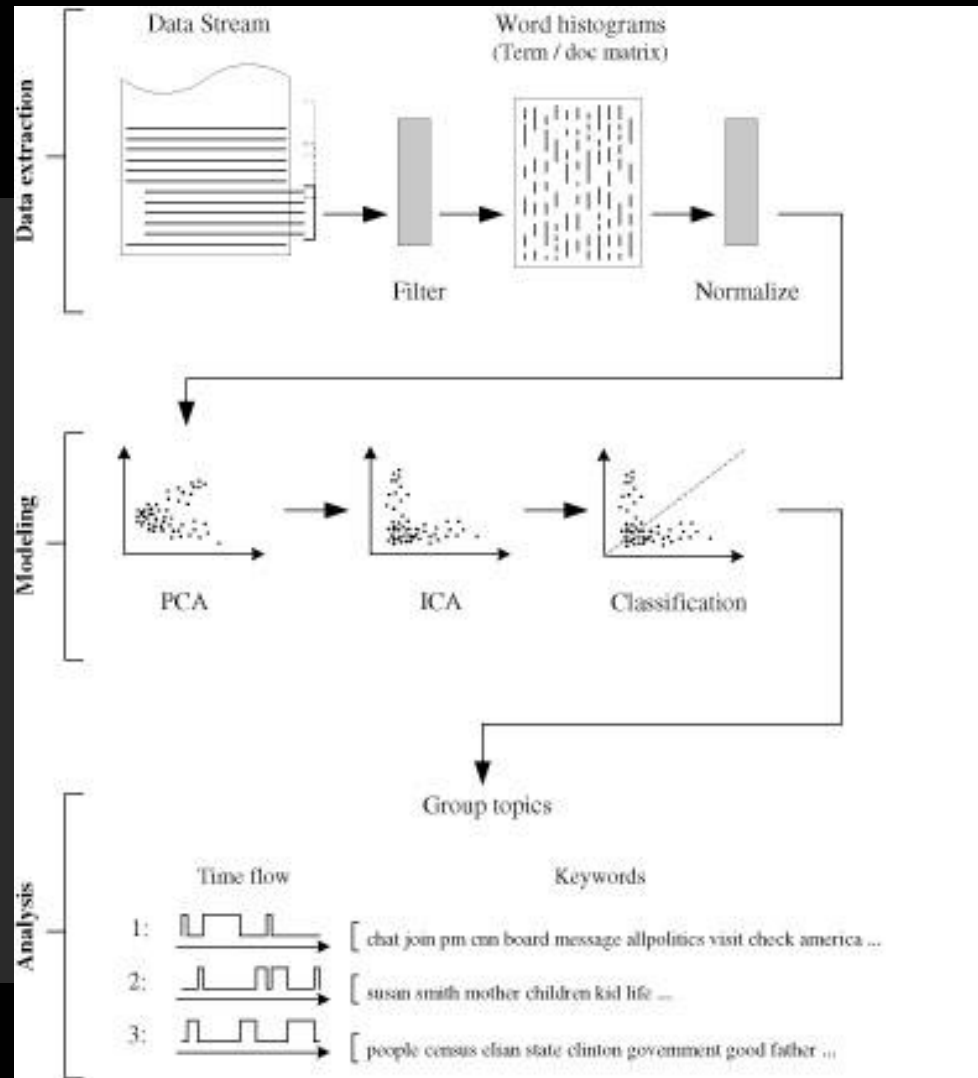 Data Stream
Word histograms
(Term / doc matrix)
Data extraction
Filter
Normalize
Modeling
PCA
ICA
Classification
Group topics
Analysis
Time flow
Keywords
1:
[ chat join pm cnn board message allpolitics visit check america ...
2:
[ susan smith mother children kid life ...
3:
[ people census elian state clinton government good father ...